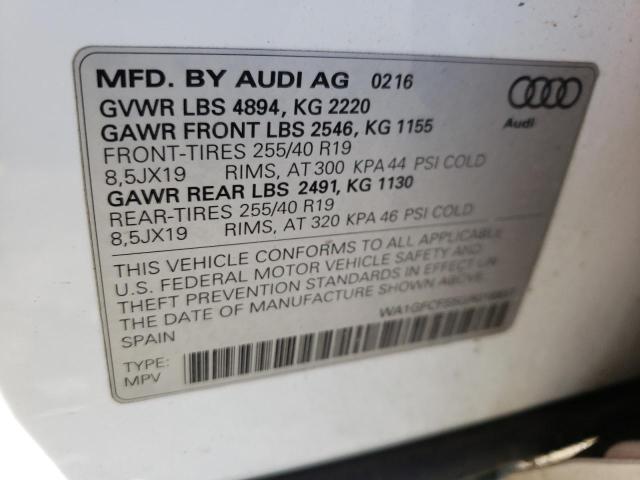 MFD. BY AUDI AG 0216
GVWR LBS 4894, KG 2220
GAWR FRONT LBS 2546, KG 1155
FRONT-TIRES 255/40 R19
8,5JX19 RIMS, AT 300 KPA 44 PSI COLD
GAWR REAR LBS 2491, KG 1130
REAR-TIRES 255/40 R19
8,5JX19 RIMS, AT 320 KPA 46 PSI COLD
Audi
THIS VEHICLE CONFORMS TO ALL APPLICABLE
U.S. FEDERAL MOTOR VEHICLE SAFETY AND
THEFT PREVENTION STANDARDS IN EFFECT ON
THE DATE OF MANUFACTURE SHOWN ABOVE.
SPAIN
TYPE:
MPV